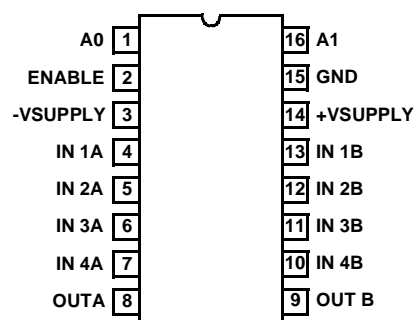 A0 1 16 A1
ENABLE 2 15 GND
-VSUPPLY 3 14 +VSUPPLY
IN 1A 4 13 IN 1B
IN 2A 5 12 IN 2B
IN 3A 6 11 IN 3B
IN 4A 7 10 IN 4B
OUTA 8 9 OUT B